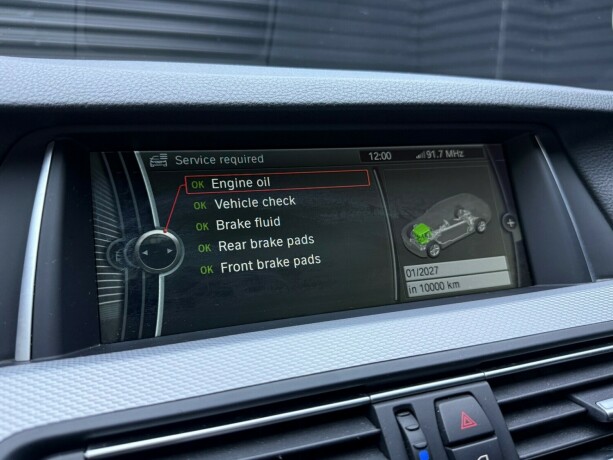 Service required
12:00
91.7 MHz
OK Engine oil
OK Vehicle check
OK Brake fluid
OK Rear brake pads
OK Front brake pads
01/2027
in 10000 km